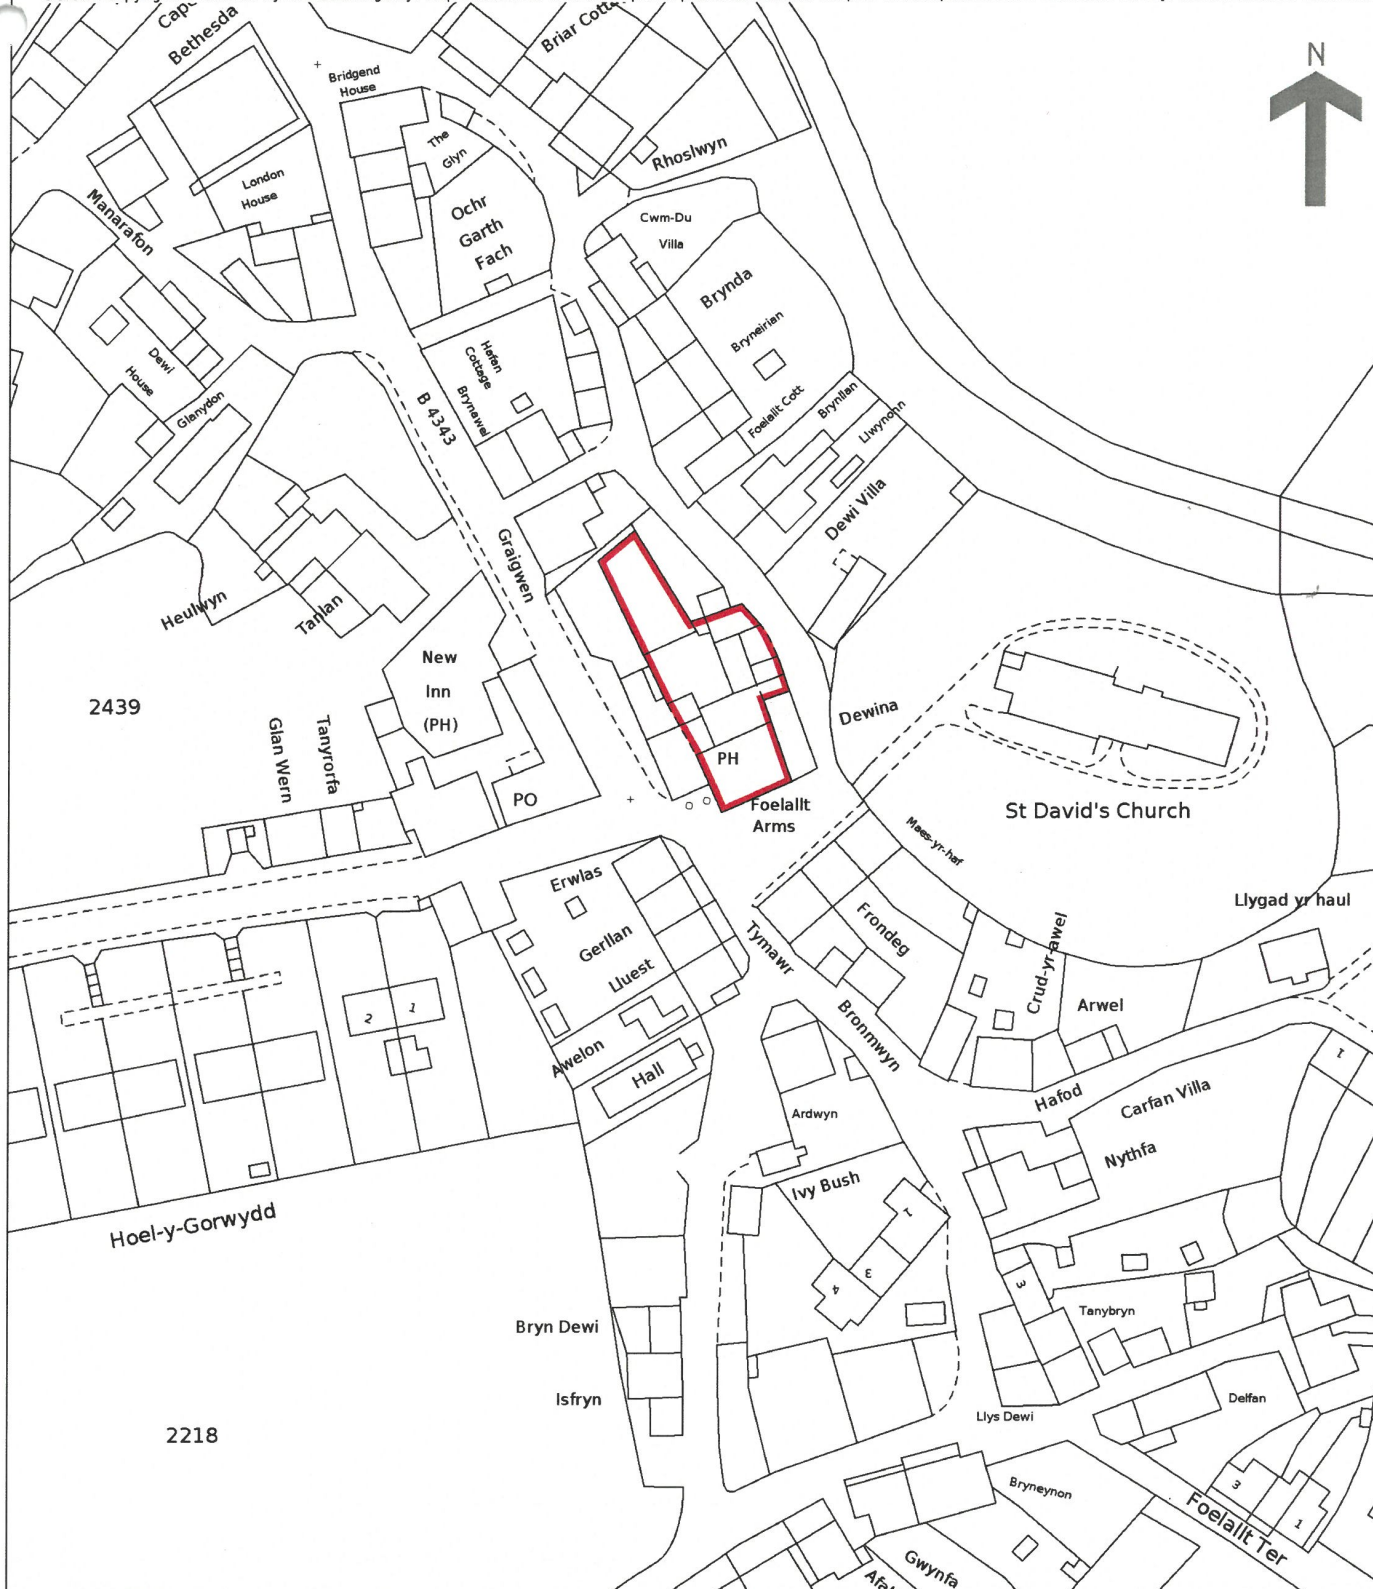 Bethesda
Bridgend
House
Briar
N
The
Glyn
Rhoslwyn
London
House
Manarafon
Ochr
Garth
Fach
Cwm-Du
Villa
Brynda
Bryneirian
Dewi
House
Glanydon
Hafan
Cottage
Brynawel
B 4343
Foelallt Cott
Brynllan
Llwynonn
Dewi Villa
Graigwen
Heulwyn
Tanlan
New
Inn
(PH)
2439
Glan Wern
Tanyrorfa
PO
PH
Foelallt
Arms
Dewina
St David's Church
Maes-yr-haf
Llygad yr haul
Erwlas
Gerllan
Lluest
Awelon
Hall
Tymawr
Frondeg
Bronmwyn
Crud-yr-awel
Arwel
2
1
Hafod
Carfan Villa
Nythfa
1
Ardwyn
Ivy Bush
1
3
4
Hoel-y-Gorwydd
3
Tanybryn
Bryn Dewi
Isfryn
2218
Llys Dewi
Delfan
Bryneynon
3
1
Foelallt Ter
Gwynfa